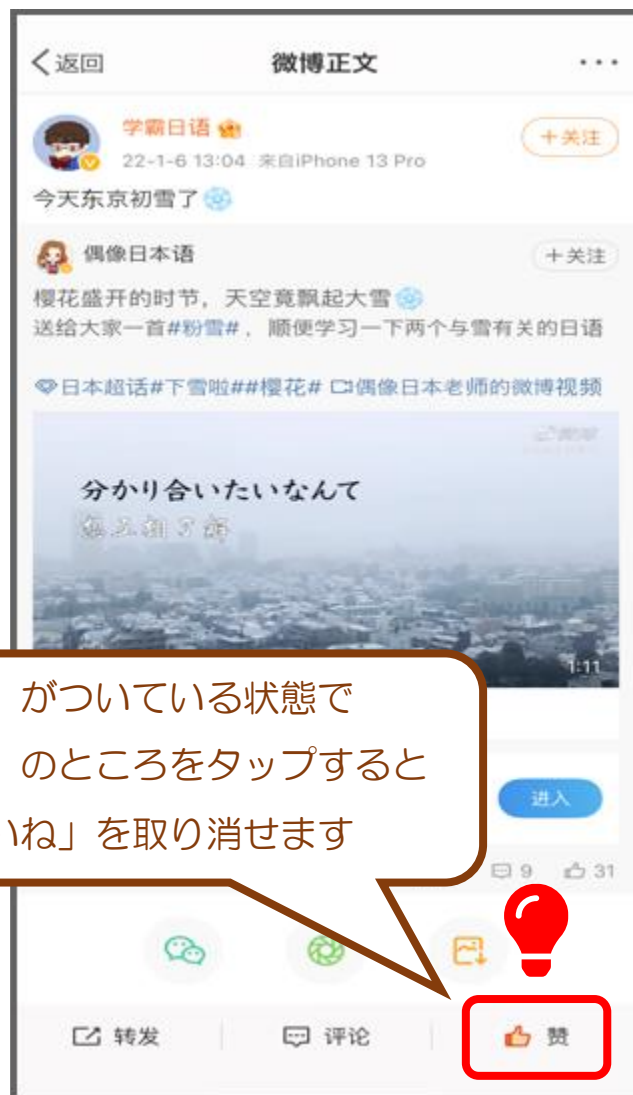 返回
微博正文
学霸日语
+关注
22-1-6 13:04 来自iPhone 13 Pro
今天东京初雪了
偶像日本语
+关注
樱花盛开的时节，天空竟飘起大雪
送给大家一首#粉雪#，顺便学习一下两个与雪有关的日语
日本超话#下雪啦##樱花# 偶像日本老师的微博视频
分かり合いたいなんて
1:11
がついている状態で
のところをタップすると
いね」を取り消せます
进入
9
31
转发
评论
赞